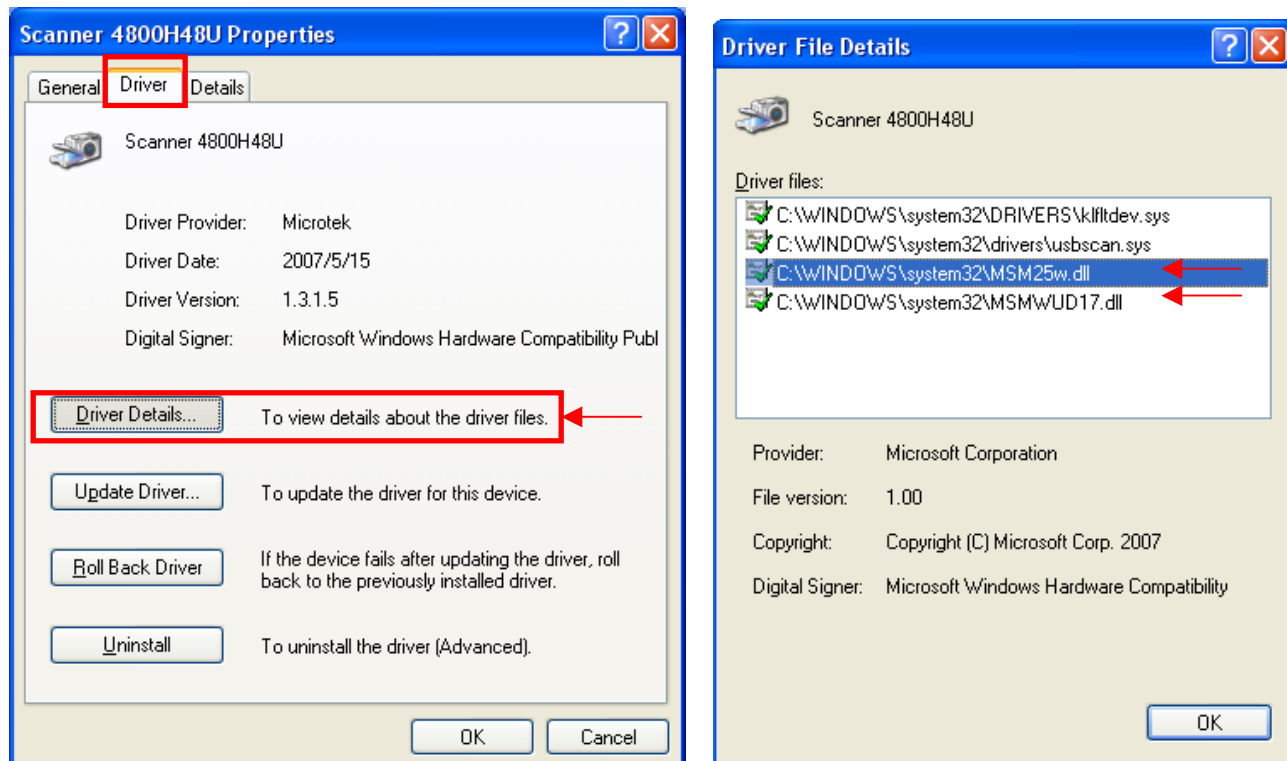 Scanner 4800H48U Properties
General Driver Details
Scanner 4800H48U
Driver Provider: Microtek
Driver Date: 2007/5/15
Driver Version: 1.3.1.5
Digital Signer: Microsoft Windows Hardware Compatibility Publ
Driver Details... To view details about the driver files.
Update Driver... To update the driver for this device.
Roll Back Driver If the device fails after updating the driver, roll
back to the previously installed driver.
Uninstall To uninstall the driver (Advanced).
OK Cancel
Driver File Details
Scanner 4800H48U
Driver files:
C:\WINDOWS\system32\DRIVERS\klfltdev.sys
C:\WINDOWS\system32\drivers\usbscan.sys
C:\WINDOWS\system32\MSM25w.dll
C:\WINDOWS\system32\MSMWUD17.dll
Provider: Microsoft Corporation
File version: 1.00
Copyright: Copyright (C) Microsoft Corp. 2007
Digital Signer: Microsoft Windows Hardware Compatibility
OK